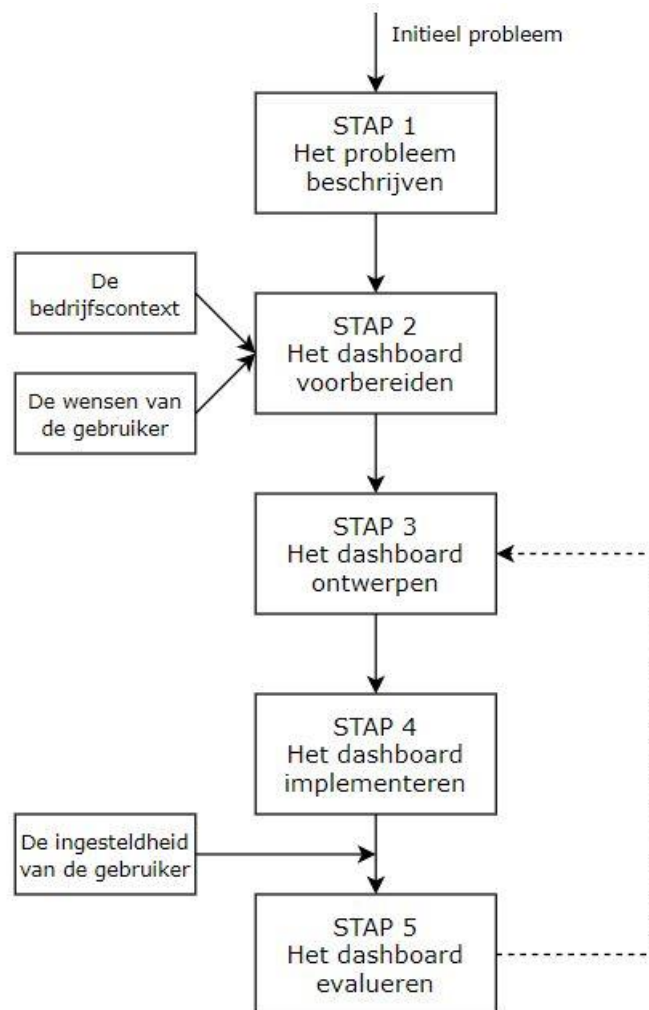 Initieel probleem
STAP 1
Het probleem
beschrijven
De
bedrijfscontext
STAP 2
Het dashboard
voorbereiden
De wensen van
de gebruiker
STAP 3
Het dashboard
ontwerpen
STAP 4
Het dashboard
implementeren
De ingesteldheid
van de gebruiker
STAP 5
Het dashboard
evalueren